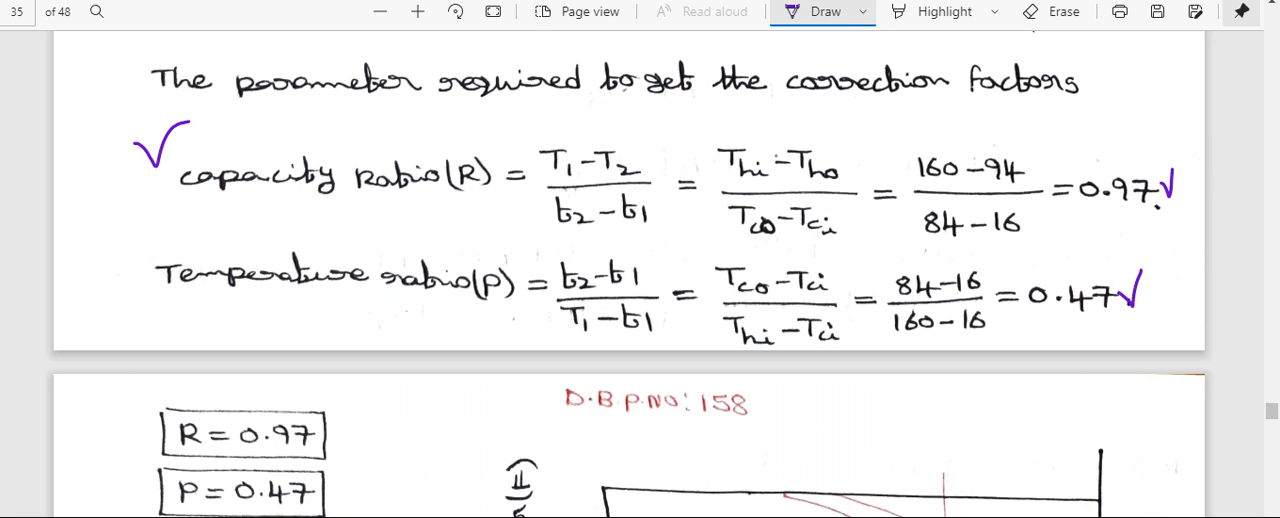 35 of 48 Page view Read aloud Draw Highlight Erase
The parameter required to get the correction factors
capacity Ratio(R) = T1-T2 / t2-t1 = Thi-Tho / Tco-Tci = 160-94 / 84-16 = 0.97
Temperature ratio(P) = t2-t1 / T1-t1 = Tco-Tci / Thi-Tci = 84-16 / 160-16 = 0.47
D.B P.NO: 158
R = 0.97
P = 0.47